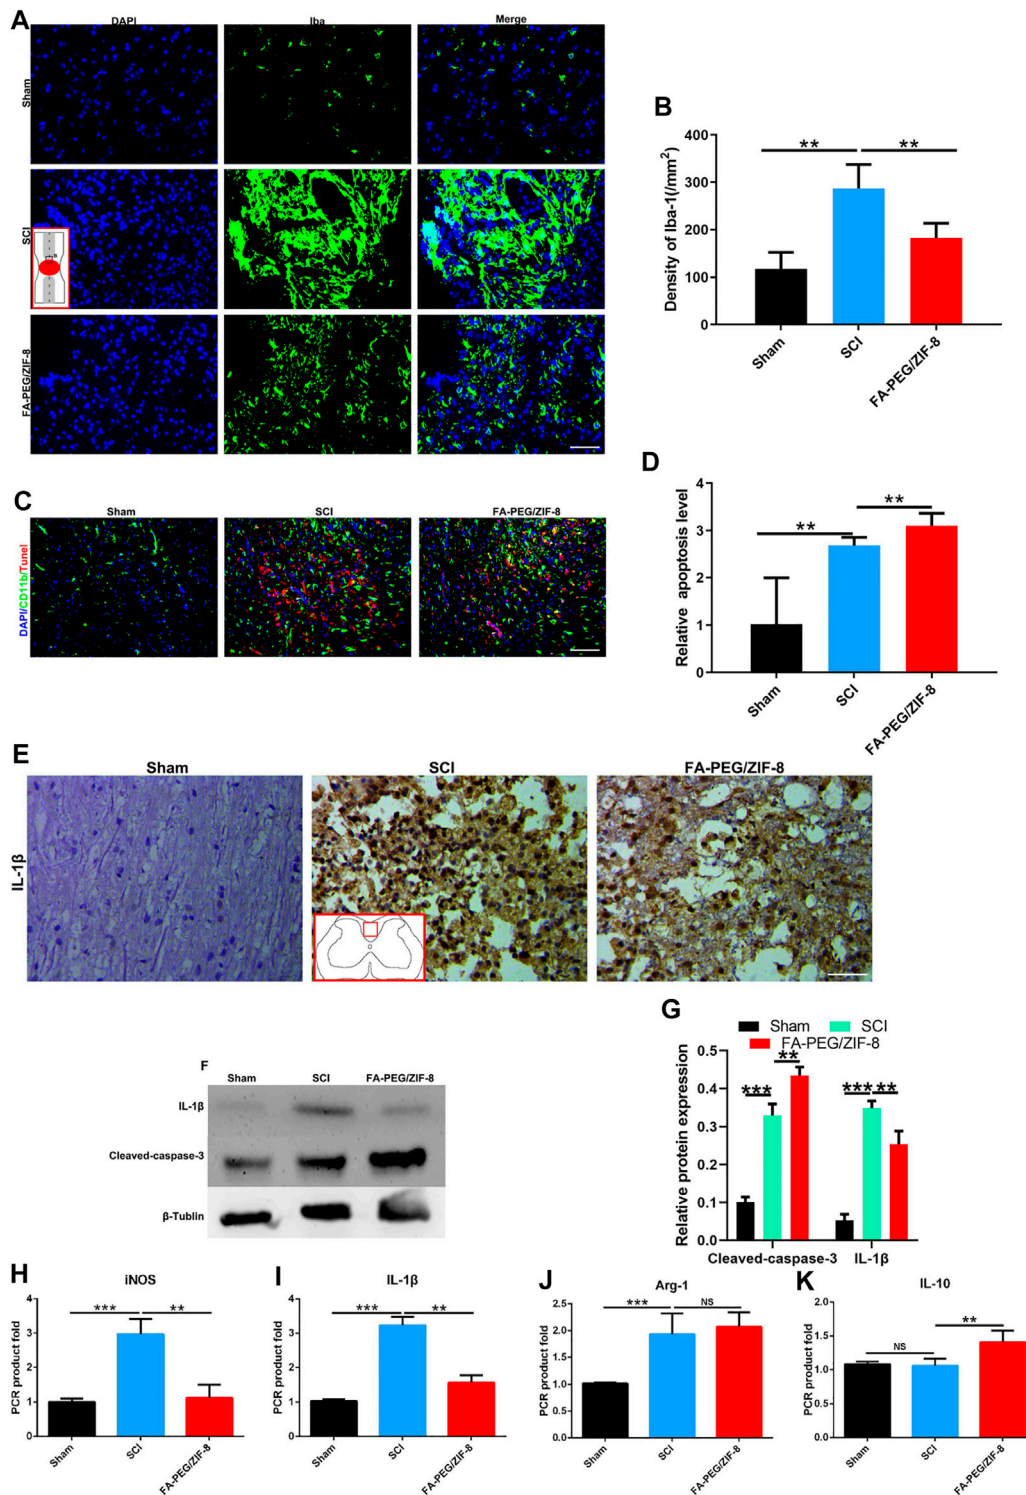 A
DAPI Iba Merge
Sham
SCI
B
FA-PEG/ZIF-8
B
Density of Iba-1(/mm²)
400
300
200
100
0
** **
Sham SCI FA-PEG/ZIF-8
C
Sham SCI FA-PEG/ZIF-8
DAPI/CD11b/Tunel
D
Relative apoptosis level
4
3
2
1
0
** **
Sham SCI FA-PEG/ZIF-8
E
Sham SCI FA-PEG/ZIF-8
IL-1β
F
Sham SCI FA-PEG/ZIF-8
IL-1β
Cleaved-caspase-3
β-Tublin
G
Sham SCI
FA-PEG/ZIF-8
Relative protein expression
0.5
0.4
0.3
0.2
0.1
0.0
*** ** *** **
Cleaved-caspase-3 IL-1β
H
iNOS
PCR product fold
4
3
2
1
0
*** **
Sham SCI FA-PEG/ZIF-8
I
IL-1β
PCR product fold
4
3
2
1
0
*** **
Sham SCI FA-PEG/ZIF-8
J
Arg-1
PCR product fold
2.5
2.0
1.5
1.0
0.5
0.0
*** NS
Sham SCI FA-PEG/ZIF-8
K
IL-10
PCR product fold
2.0
1.5
1.0
0.5
0.0
NS **
Sham SCI FA-PEG/ZIF-8